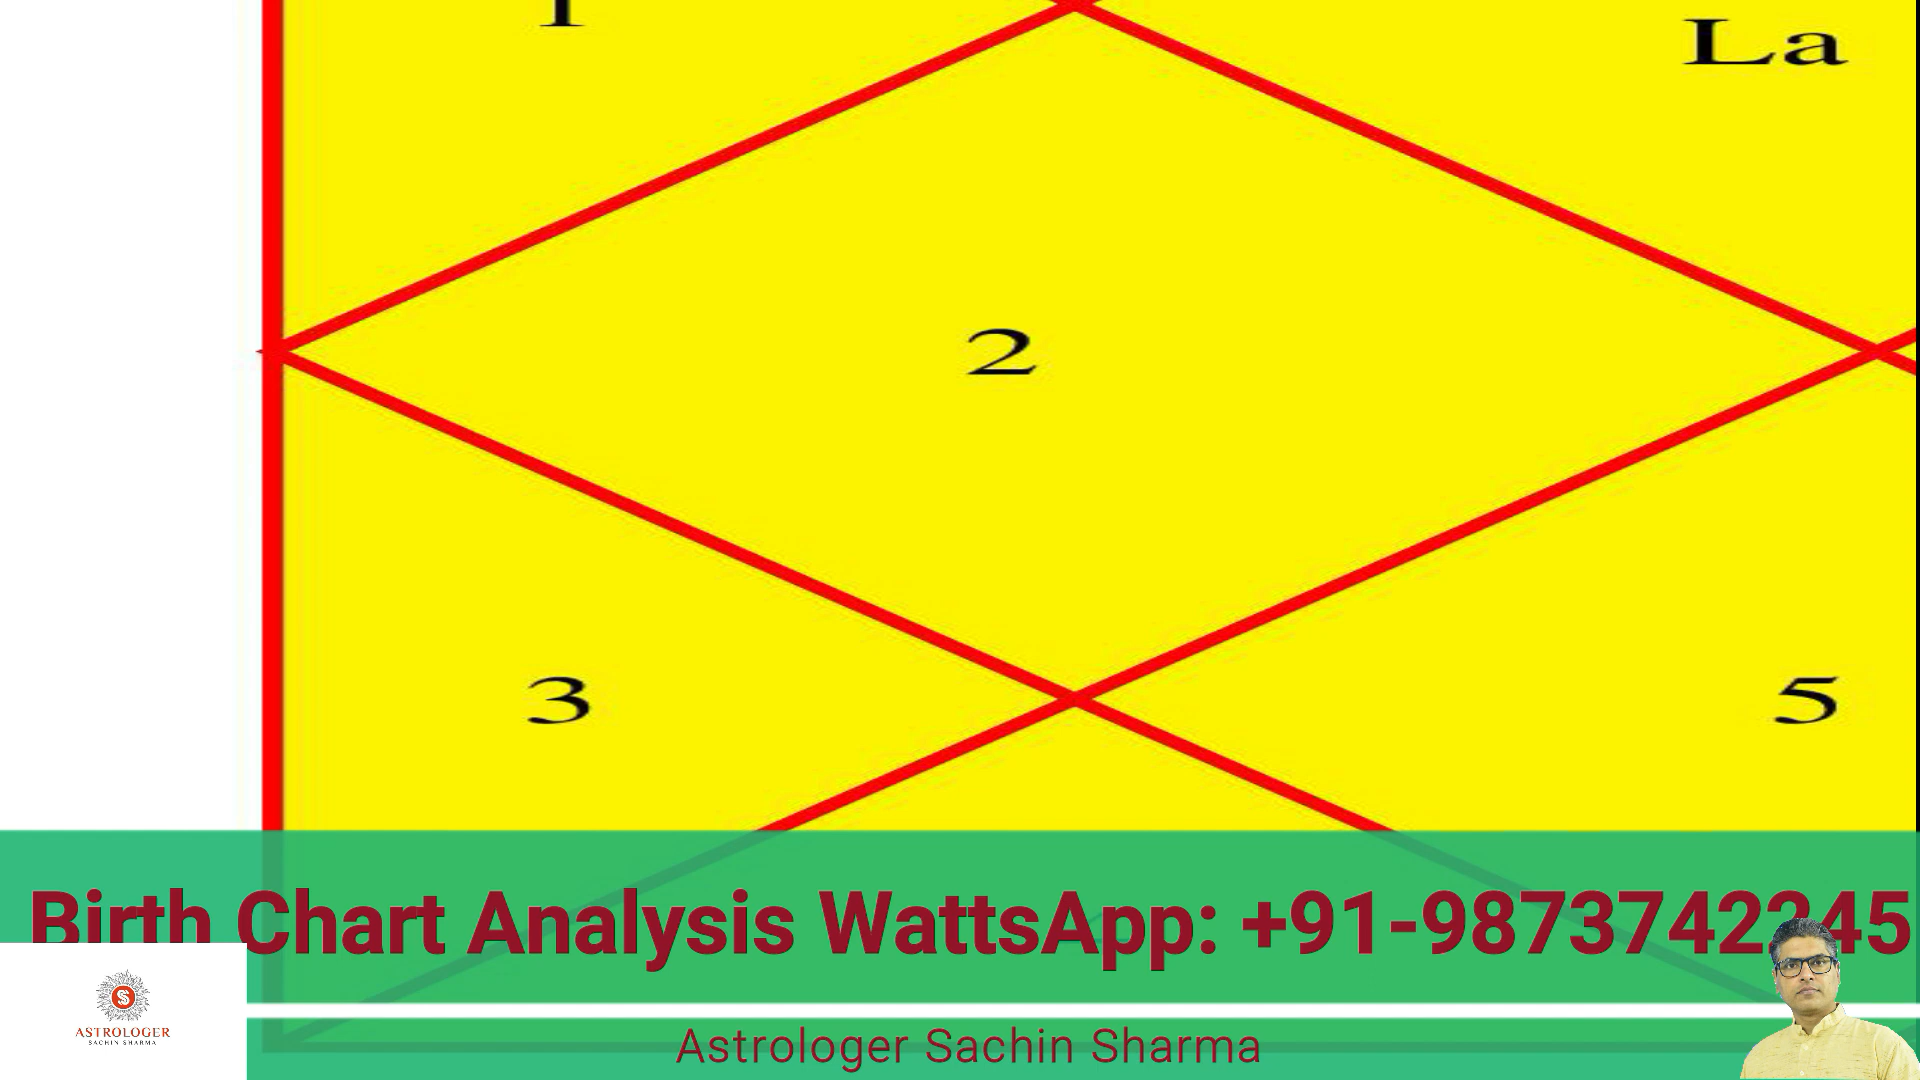 1
La
2
3
5
Birth Chart Analysis WattsApp: +91-9873742245
ASTROLOGER
SACHIN SHARMA
Astrologer Sachin Sharma